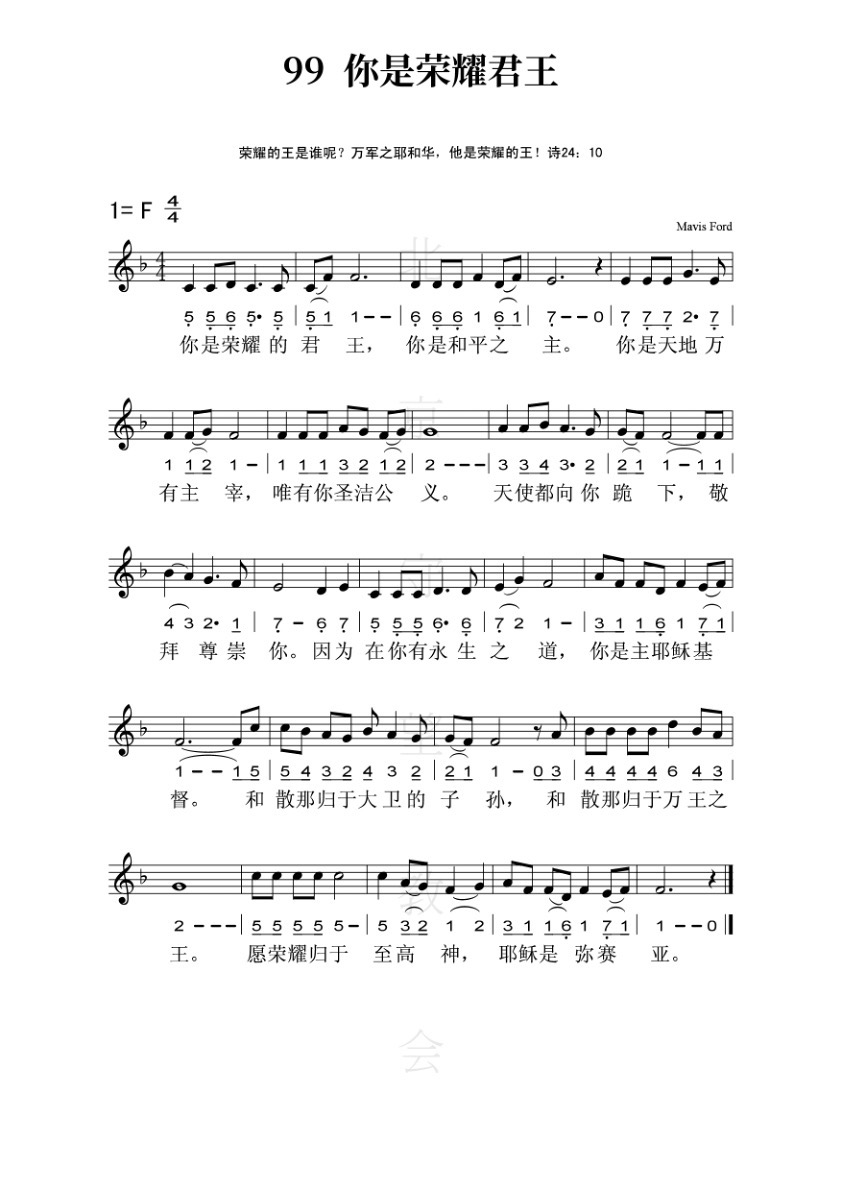 99 你是荣耀君王
荣耀的王是谁呢？万军之耶和华，他是荣耀的王！诗24：10
1= F 4/4
Mavis Ford
5 5 6 5• 5 | 5 1 1 – – | 6 6 6 1 6 1 | 7 – – 0 | 7 7 7 2• 7 |
你是荣耀的 君 王， 你是和平之 主。 你是天地万
1 1 2 1 – | 1 1 1 3 2 1 2 | 2 – – – | 3 3 4 3• 2 | 2 1 1 – 1 1 |
有主 宰， 唯有你圣洁公 义。 天使都向你 跪 下，敬
4 3 2• 1 | 7 – 6 7 | 5 5 5 6• 6 | 7 2 1 – | 3 1 1 6 1 7 1 |
拜 尊崇 你。因为 在你有永生 之 道， 你是主耶稣基
1 – – 1 5 | 5 4 3 2 4 3 2 | 2 1 1 – 0 3 | 4 4 4 4 6 4 3 |
督。 和 散那归于大卫的 子 孙，和 散那归于万王之
2 – – – | 5 5 5 5 5 – | 5 3 2 1 2 | 3 1 1 6 1 7 1 | 1 – – 0 ‖
王。 愿荣耀归于 至高 神， 耶稣是 弥赛 亚。
北
京
守
望
教
会